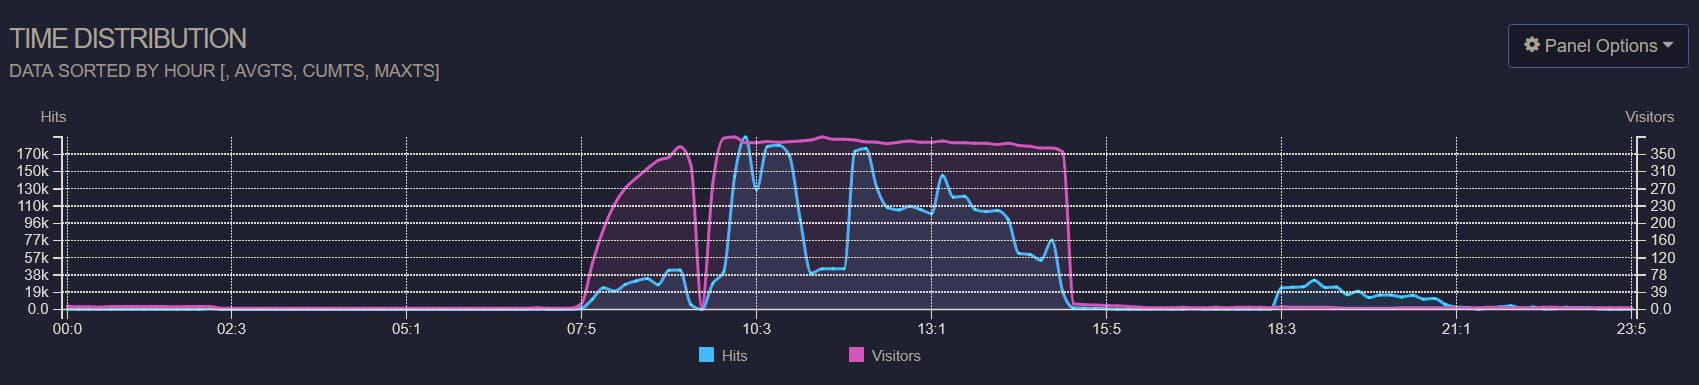 TIME DISTRIBUTION
Panel Options
DATA SORTED BY HOUR [, AVGTS, CUMTS, MAXTS]
Hits
Visitors
170k
350
150k
310
130k
270
110k
230
96k
200
77k
160
57k
120
38k
78
19k
39
0.0
0.0
00:0 02:3 05:1 07:5 10:3 13:1 15:5 18:3 21:1 23:5
Hits Visitors